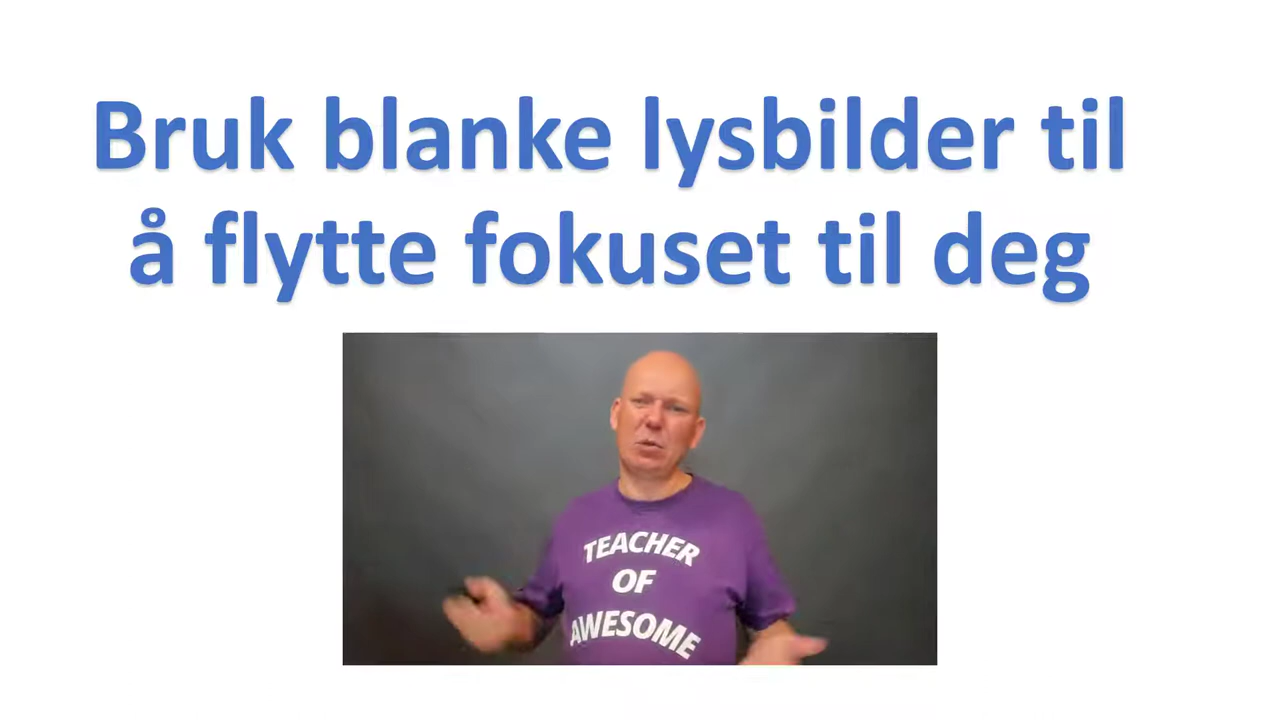 Bruk blanke lysbilder til
å flytte fokuset til deg
TEACHER
OF
AWESOME